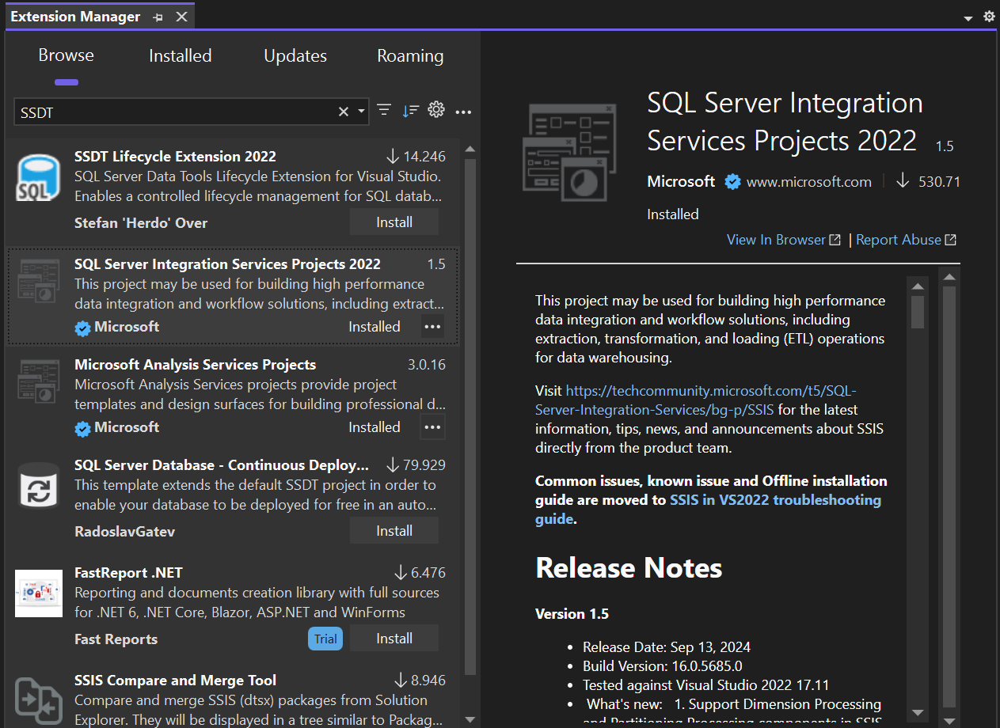 Extension Manager
Browse
Installed
Updates
Roaming
SSDT
SSDT Lifecycle Extension 2022
14.246
SQL Server Data Tools Lifecycle Extension for Visual Studio.
Enables a controlled lifecycle management for SQL datab...
Stefan 'Herdo' Over
Install
SQL
SQL Server Integration Services Projects 2022
1.5
This project may be used for building high performance
data integration and workflow solutions, including extract...
Microsoft
Installed
Microsoft Analysis Services Projects
3.0.16
Microsoft Analysis Services projects provide project
templates and design surfaces for building professional d...
Microsoft
Installed
SQL Server Database - Continuous Deploy...
79.929
This template extends the default SSDT project in order to
enable your database to be deployed for free in an auto...
RadoslavGatev
Install
FastReport .NET
6.476
Reporting and documents creation library with full sources
for .NET 6, .NET Core, Blazor, ASP.NET and WinForms
Fast Reports
Trial
Install
SSIS Compare and Merge Tool
8.946
Compare and merge SSIS (dtsx) packages from Solution
Explorer. They will be displayed in a tree similar to Packag...
SQL Server Integration
Services Projects 2022 1.5
Microsoft www.microsoft.com 530.71
Installed
View In Browser | Report Abuse
This project may be used for building high performance
data integration and workflow solutions, including
extraction, transformation, and loading (ETL) operations
for data warehousing.
Visit https://techcommunity.microsoft.com/t5/SQL-
Server-Integration-Services/bg-p/SSIS for the latest
information, tips, news, and announcements about SSIS
directly from the product team.
Common issues, known issue and Offline installation
guide are moved to SSIS in VS2022 troubleshooting
guide.
Release Notes
Version 1.5
• Release Date: Sep 13, 2024
• Build Version: 16.0.5685.0
• Tested against Visual Studio 2022 17.11
• What's new: 1. Support Dimension Processing
and Partitioning Processing components in SSIS